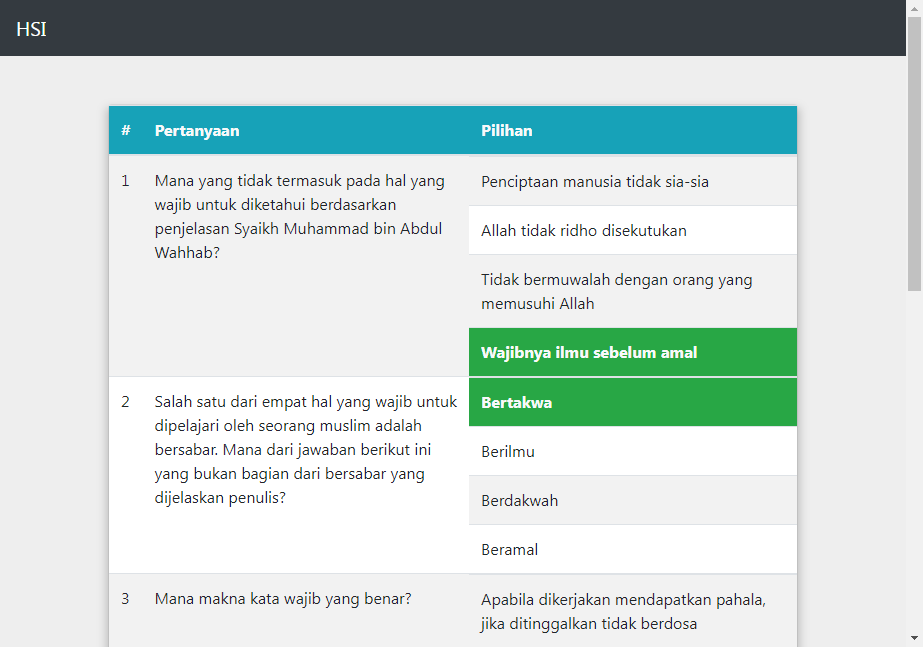 HSI
# Pertanyaan Pilihan
1 Mana yang tidak termasuk pada hal yang
wajib untuk diketahui berdasarkan
penjelasan Syaikh Muhammad bin Abdul
Wahhab?
Penciptaan manusia tidak sia-sia
Allah tidak ridho disekutukan
Tidak bermuwalah dengan orang yang
memusuhi Allah
Wajibnya ilmu sebelum amal
2 Salah satu dari empat hal yang wajib untuk
dipelajari oleh seorang muslim adalah
bersabar. Mana dari jawaban berikut ini
yang bukan bagian dari bersabar yang
dijelaskan penulis?
Bertakwa
Berilmu
Berdakwah
Beramal
3 Mana makna kata wajib yang benar?
Apabila dikerjakan mendapatkan pahala,
jika ditinggalkan tidak berdosa